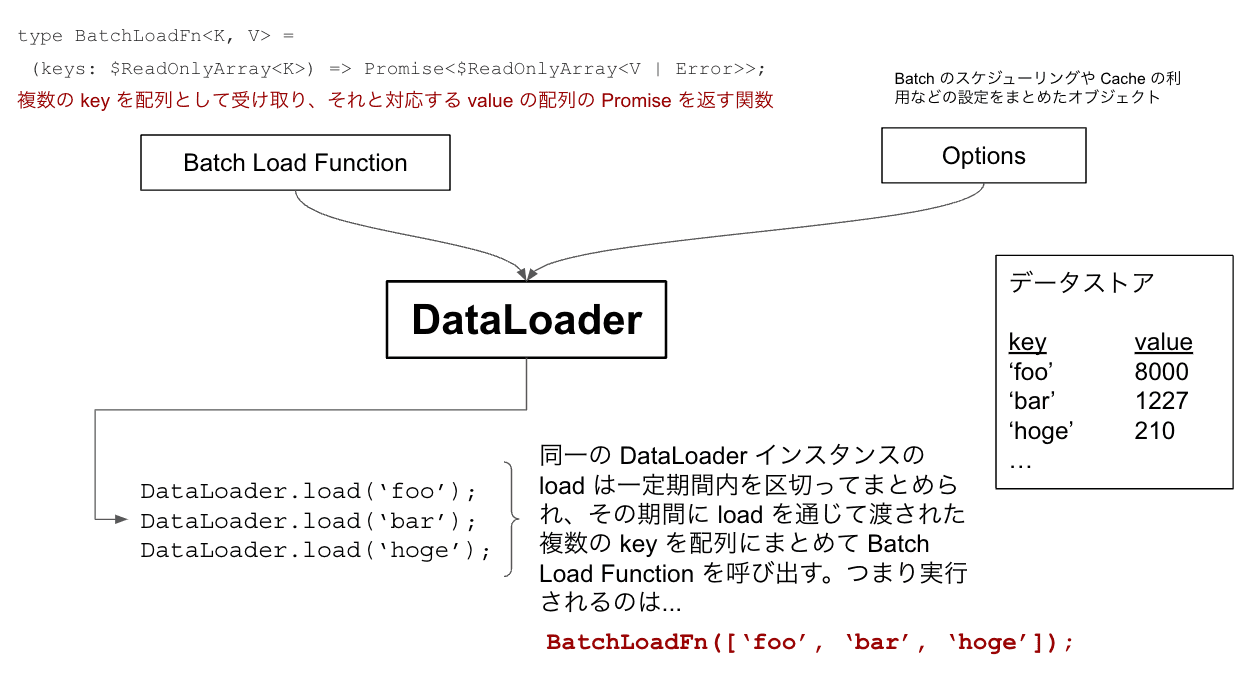 type BatchLoadFn<K, V> =
(keys: $ReadOnlyArray<K>) => Promise<$ReadOnlyArray<V | Error>>;
複数の key を配列として受け取り、それと対応する value の配列の Promise を返す関数
Batch のスケジューリングや Cache の利
用などの設定をまとめたオブジェクト
Batch Load Function
Options
DataLoader
データストア
key value
‘foo’ 8000
‘bar’ 1227
‘hoge’ 210
…
DataLoader.load(‘foo’);
DataLoader.load(‘bar’);
DataLoader.load(‘hoge’);
同一の DataLoader インスタンスの
load は一定期間内を区切ってまとめら
れ、その期間に load を通じて渡された
複数の key を配列にまとめて Batch
Load Function を呼び出す。つまり実行
されるのは...
BatchLoadFn([‘foo’, ‘bar’, ‘hoge’]);